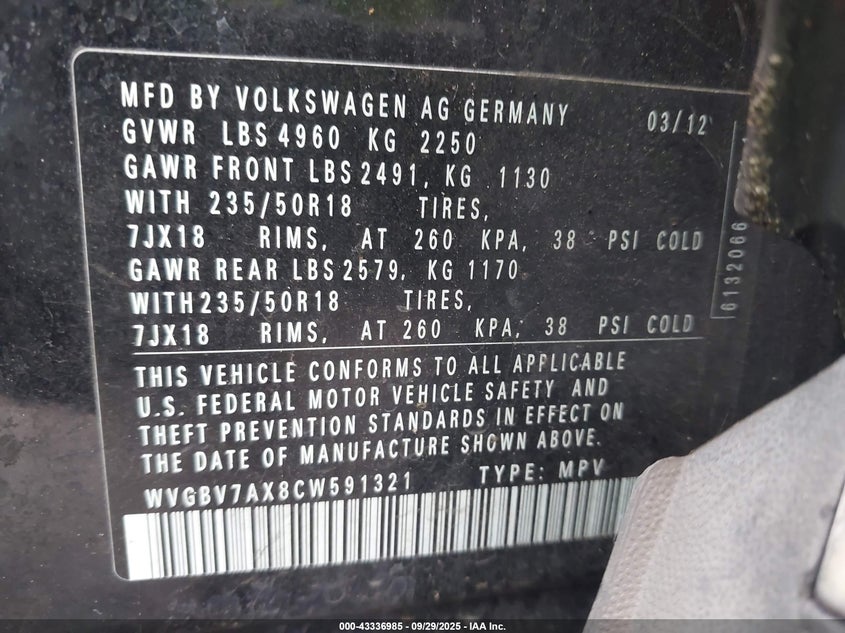 MFD BY VOLKSWAGEN AG GERMANY 03/12
GVWR LBS 4960 KG 2250
GAWR FRONT LBS 2491, KG 1130
WITH 235/50R18 TIRES,
7JX18 RIMS, AT 260 KPA, 38 PSI COLD
GAWR REAR LBS 2579, KG 1170
WITH 235/50R18 TIRES,
7JX18 RIMS, AT 260 KPA, 38 PSI COLD
THIS VEHICLE CONFORMS TO ALL APPLICABLE
U.S. FEDERAL MOTOR VEHICLE SAFETY AND
THEFT PREVENTION STANDARDS IN EFFECT ON
THE DATE OF MANUFACTURE SHOWN ABOVE.
WVGBV7AX8CW591321 TYPE: MPV
6132066
000-43336985 - 09/29/2025 - IAA Inc.